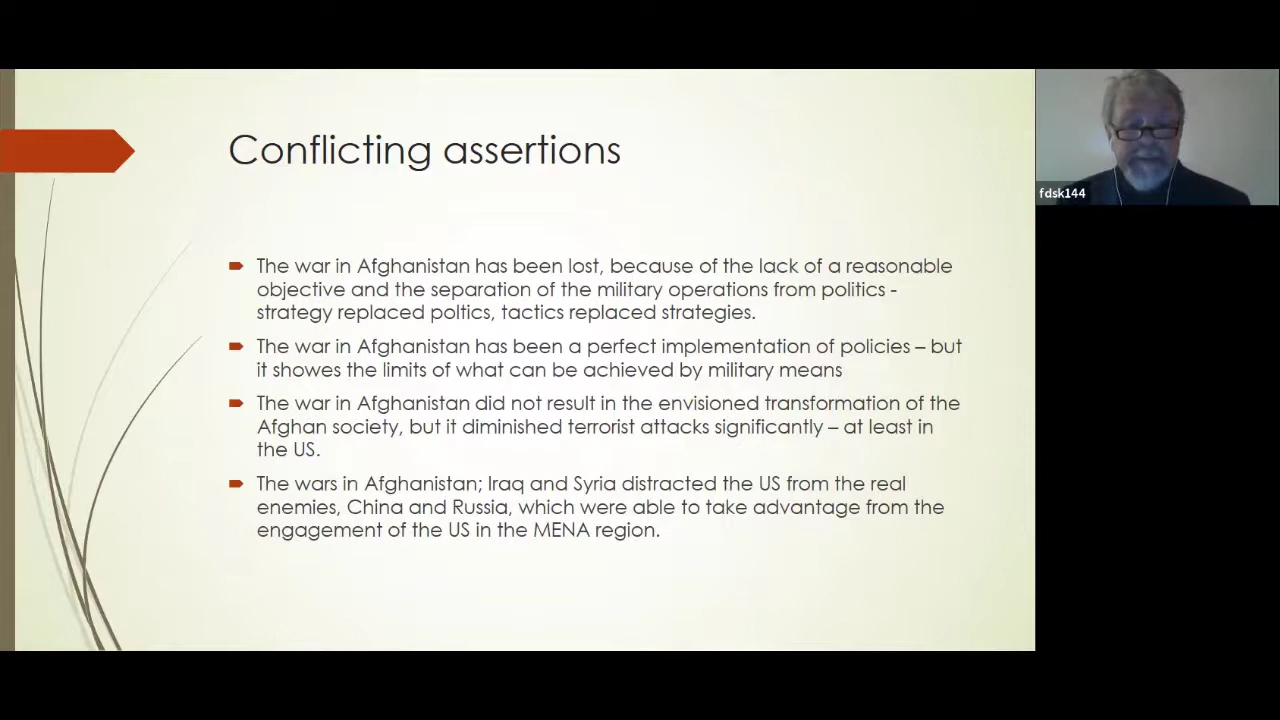 Conflicting assertions
fdsk144
The war in Afghanistan has been lost, because of the lack of a reasonable
objective and the separation of the military operations from politics -
strategy replaced poltics, tactics replaced strategies.
The war in Afghanistan has been a perfect implementation of policies – but
it showes the limits of what can be achieved by military means
The war in Afghanistan did not result in the envisioned transformation of the
Afghan society, but it diminished terrorist attacks significantly – at least in
the US.
The wars in Afghanistan; Iraq and Syria distracted the US from the real
enemies, China and Russia, which were able to take advantage from the
engagement of the US in the MENA region.